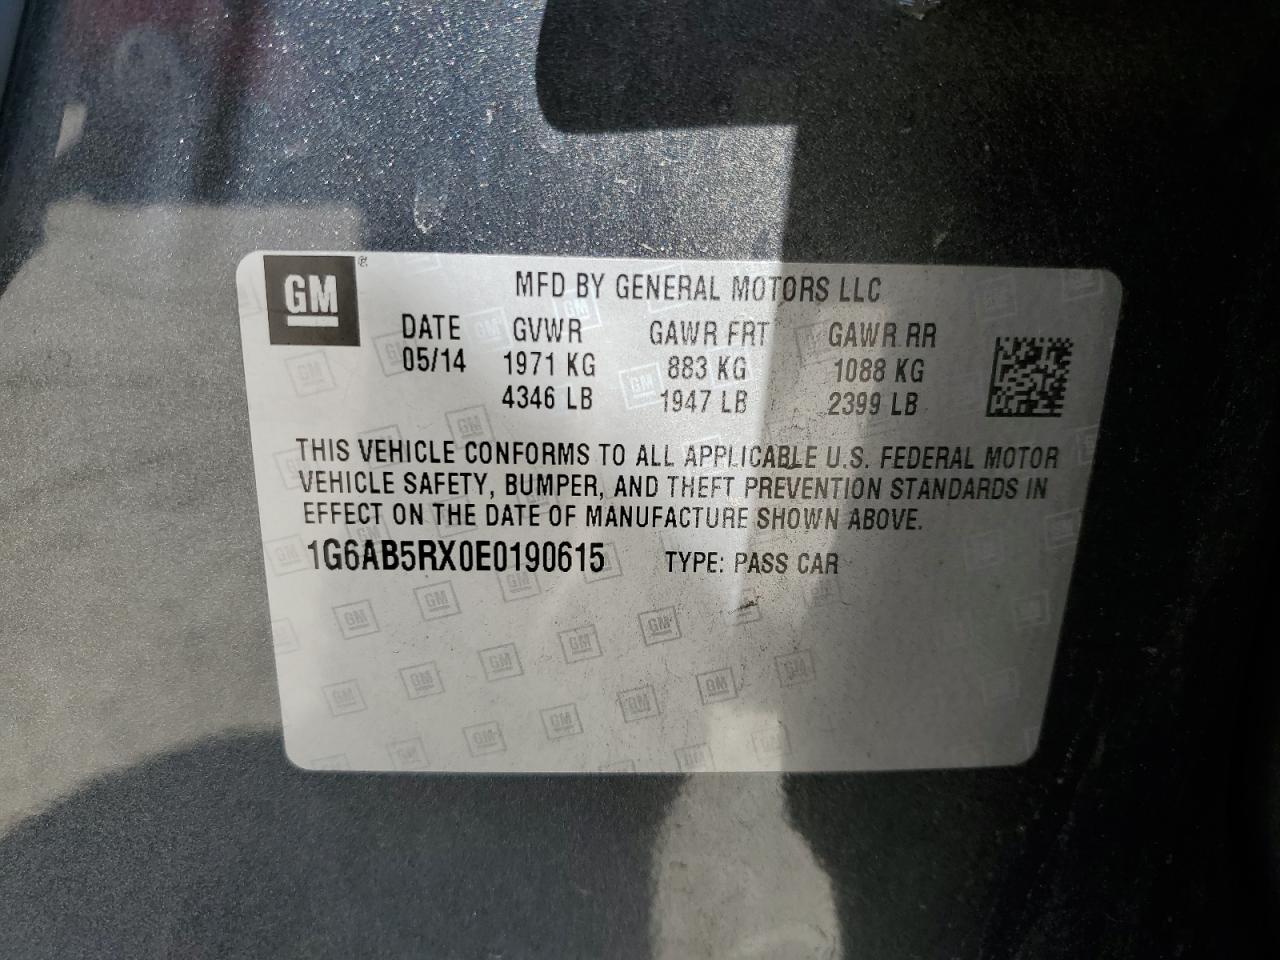 GM
MFD BY GENERAL MOTORS LLC
DATE GVWR GAWR FRT GAWR RR
05/14 1971 KG 883 KG 1088 KG
4346 LB 1947 LB 2399 LB
THIS VEHICLE CONFORMS TO ALL APPLICABLE U.S. FEDERAL MOTOR
VEHICLE SAFETY, BUMPER, AND THEFT PREVENTION STANDARDS IN
EFFECT ON THE DATE OF MANUFACTURE SHOWN ABOVE.
1G6AB5RX0E0190615 TYPE: PASS CAR